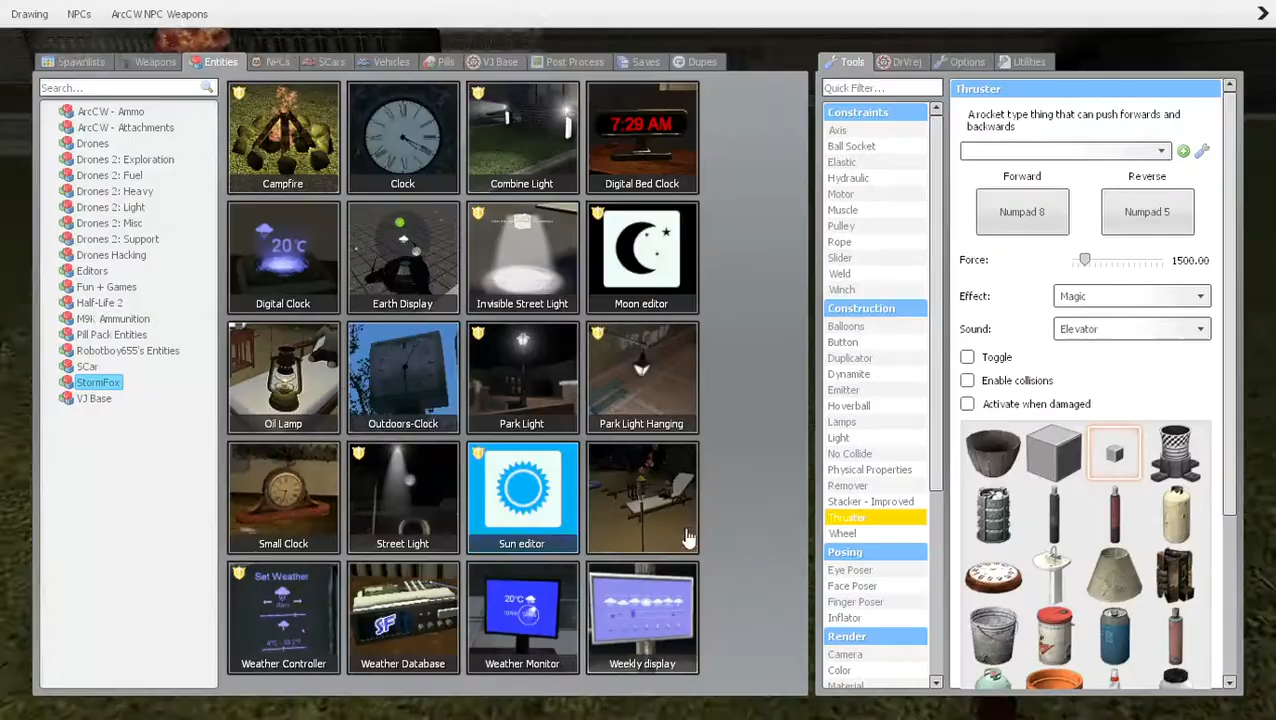 Drawing NPCs ArcCW NPC Weapons
Spawnlists Weapons Entities NPCs SCars Vehicles Pills VJ Base Post Process Saves Dupes
Search...
ArcCW - Ammo
ArcCW - Attachments
Drones
Drones 2: Exploration
Drones 2: Fuel
Drones 2: Heavy
Drones 2: Light
Drones 2: Misc
Drones 2: Support
Drones Hacking
Editors
Fun + Games
Half-Life 2
M9K Ammunition
Pill Pack Entities
Robotboy655's Entities
SCar
StormFox
VJ Base
7:29 AM
Campfire Clock Combine Light Digital Bed Clock
20°C
Digital Clock Earth Display Invisible Street Light Moon editor
Oil Lamp Outdoors-Clock Park Light Park Light Hanging
Small Clock Street Light Sun editor
Set Weather
SF
20°C
Weather Controller Weather Database Weather Monitor Weekly display
Tools DrVrej Options Utilities
Quick Filter...
Constraints
Axis
Ball Socket
Elastic
Hydraulic
Motor
Muscle
Pulley
Rope
Slider
Weld
Winch
Construction
Balloons
Button
Duplicator
Dynamite
Emitter
Hoverball
Lamps
Light
No Collide
Physical Properties
Remover
Stacker - Improved
Thruster
Wheel
Posing
Eye Poser
Face Poser
Finger Poser
Inflator
Render
Camera
Color
Material
Thruster
A rocket type thing that can push forwards and
backwards
Forward Reverse
Numpad 8 Numpad 5
Force: 1500.00
Effect: Magic
Sound: Elevator
Toggle
Enable collisions
Activate when damaged